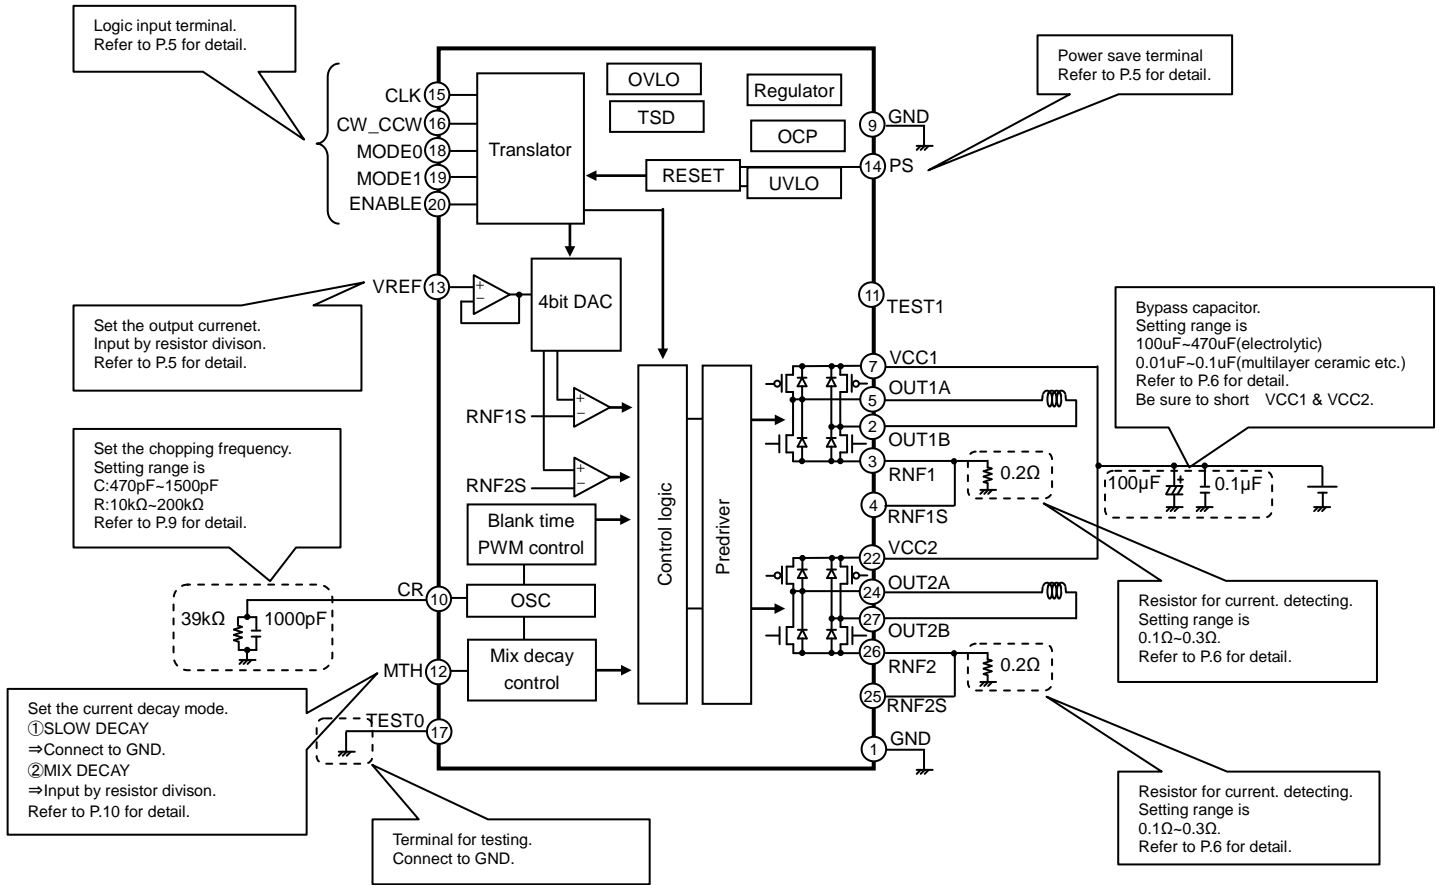 Logic input terminal.
Refer to P.5 for detail.
Power save terminal
Refer to P.5 for detail.
OVLO
TSD
Regulator
OCP
RESET
UVLO
Translator
CLK 15
CW_CCW 16
MODE0 18
MODE1 19
ENABLE 20
9 GND
14 PS
VREF 13
+
−
4bit DAC
11
TEST1
Set the output currenet.
Input by resistor divison.
Refer to P.5 for detail.
Bypass capacitor.
Setting range is
100uF~470uF(electrolytic)
0.01uF~0.1uF(multilayer ceramic etc.)
Refer to P.6 for detail.
Be sure to short VCC1 & VCC2.
7 VCC1
5 OUT1A
2
OUT1B
3
RNF1
4
RNF1S
0.2Ω
100µF
+
0.1µF
RNF1S
+
−
RNF2S
+
−
Control logic
Predriver
Set the chopping frequency.
Setting range is
C:470pF~1500pF
R:10kΩ~200kΩ
Refer to P.9 for detail.
Blank time
PWM control
OSC
Mix decay
control
CR 10
39kΩ
1000pF
MTH 12
TEST0
17
22 VCC2
24 OUT2A
27
OUT2B
26
RNF2
25
RNF2S
0.2Ω
1 GND
Resistor for current. detecting.
Setting range is
0.1Ω~0.3Ω.
Refer to P.6 for detail.
Set the current decay mode.
①SLOW DECAY
⇒Connect to GND.
②MIX DECAY
⇒Input by resistor divison.
Refer to P.10 for detail.
Terminal for testing.
Connect to GND.
Resistor for current. detecting.
Setting range is
0.1Ω~0.3Ω.
Refer to P.6 for detail.